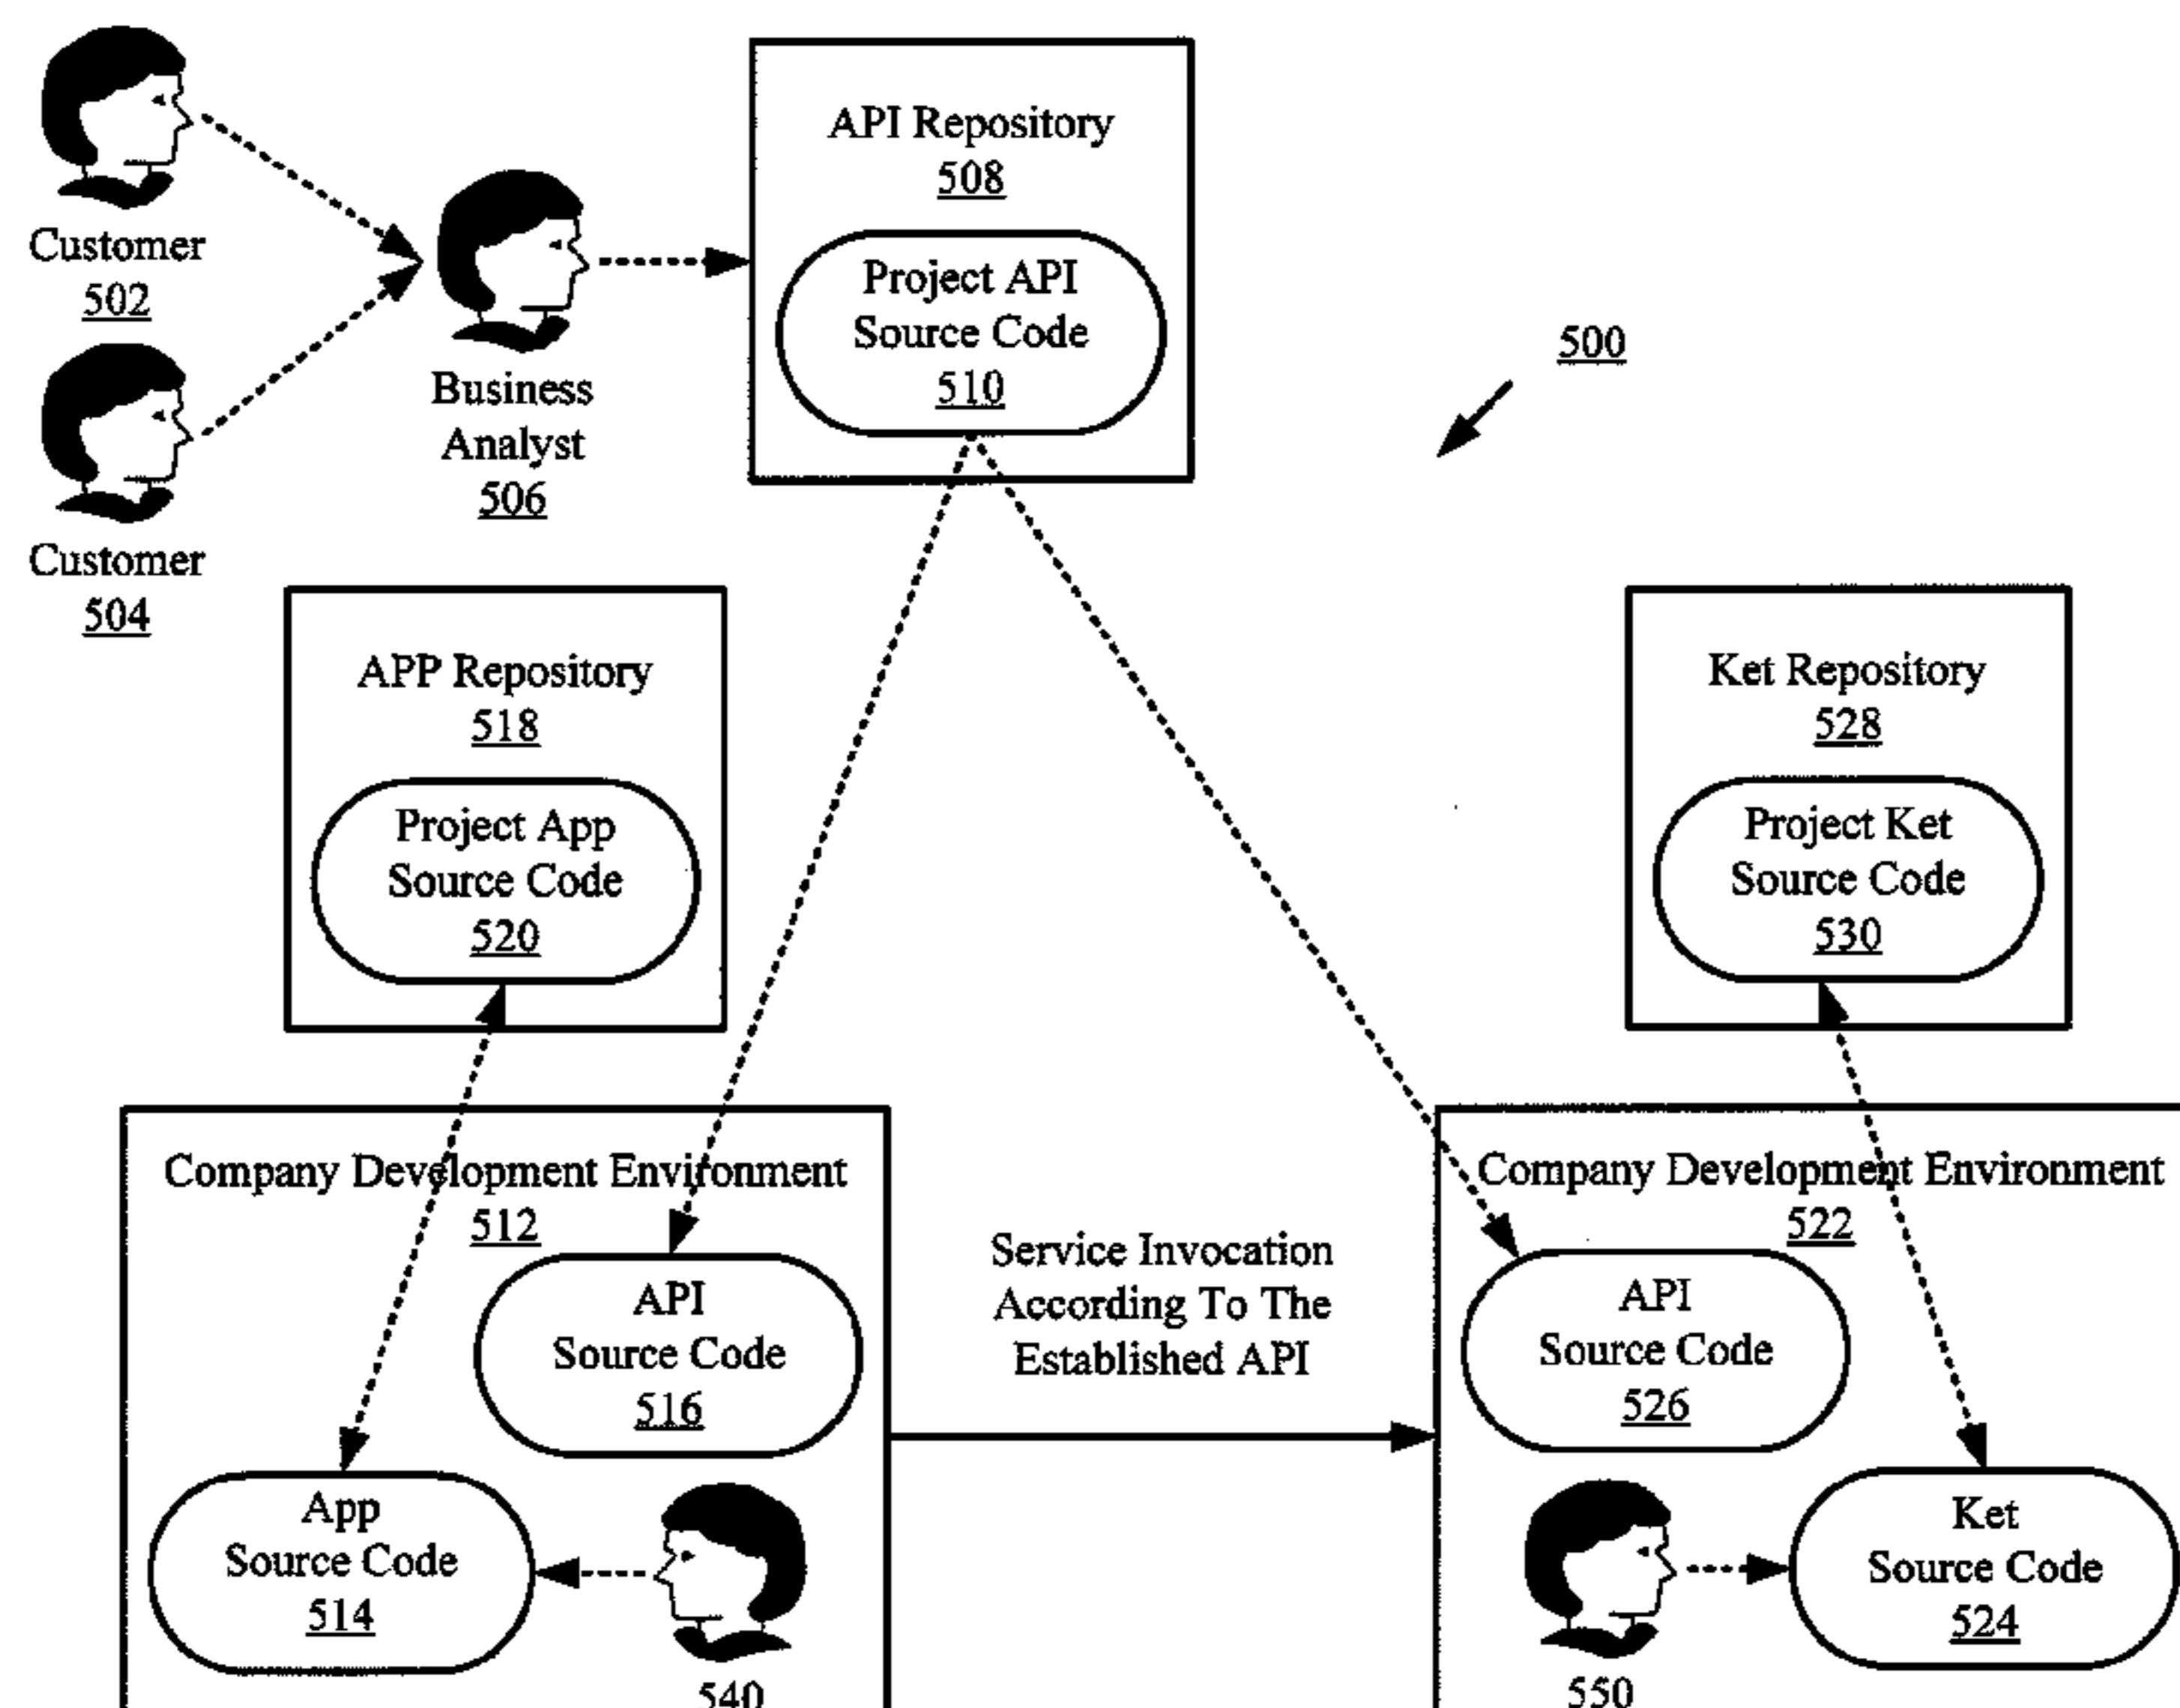 Customer
502
Customer
504
Business
Analyst
506
API Repository
508
Project API
Source Code
510
500
APP Repository
518
Project App
Source Code
520
Ket Repository
528
Project Ket
Source Code
530
Company Development Environment
512
API
Source Code
516
App
Source Code
514
540
Service Invocation
According To The
Established API
Company Development Environment
522
API
Source Code
526
Ket
Source Code
524
550